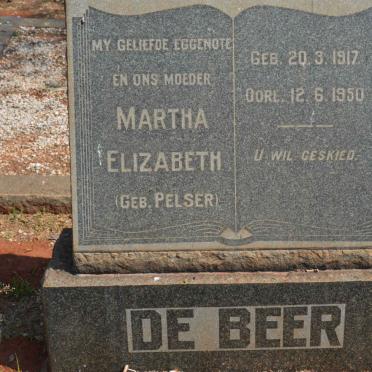 MY GELIEFDE EGGENOTE
EN ONS MOEDER
MARTHA
ELIZABETH
(GEB. PELSER)
GEB. 20. 3. 1917
OORL. 12. 6. 1950
U WIL GESKIED.
DE BEER